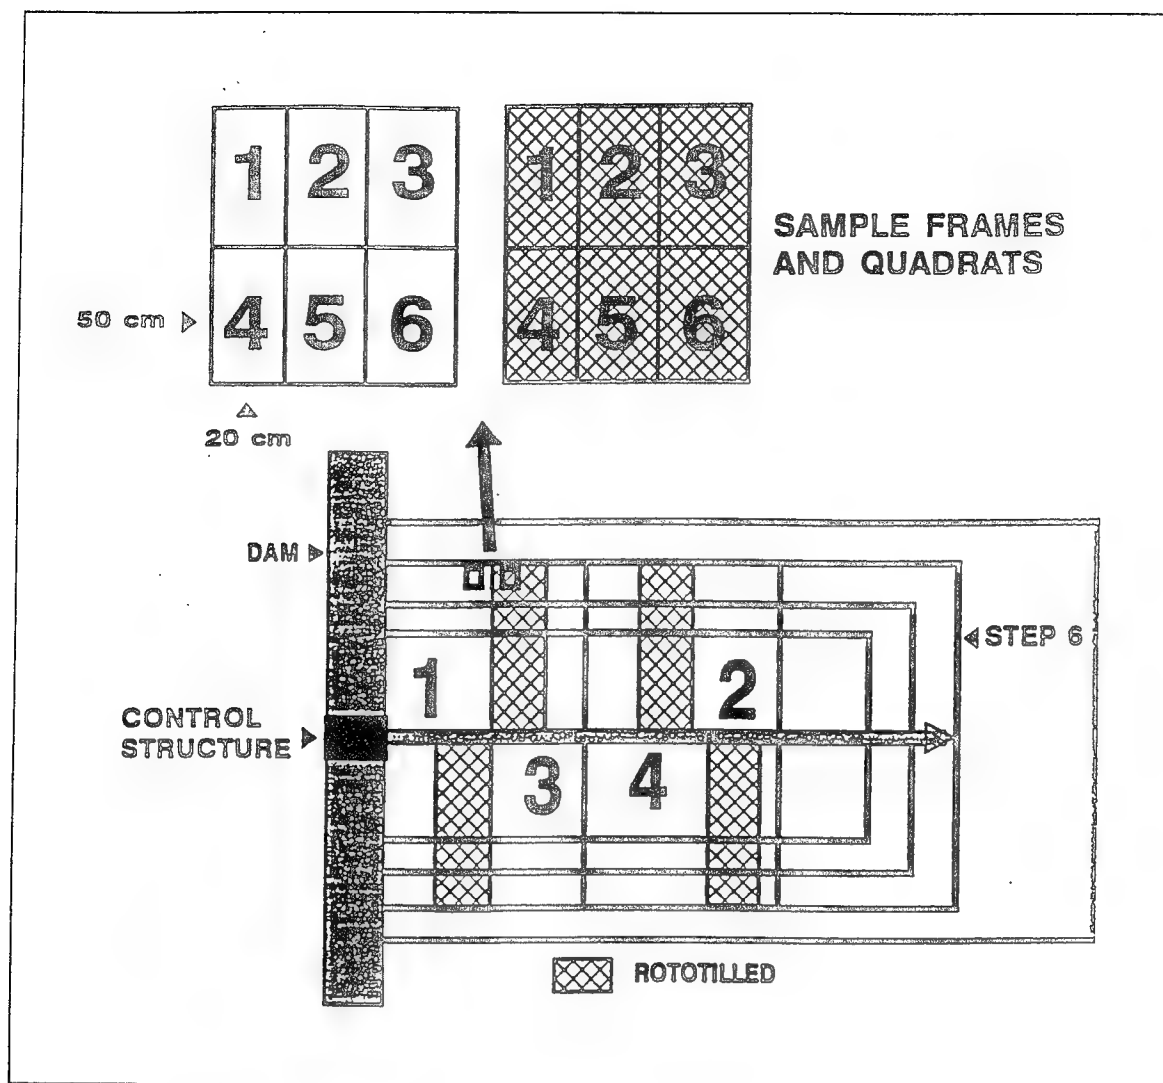 1 2 3
4 5 6
1 2 3
4 5 6
SAMPLE FRAMES
AND QUADRATS
50 cm
20 cm
DAM
STEP 6
1
2
CONTROL
STRUCTURE
3
4
ROTOTILLED